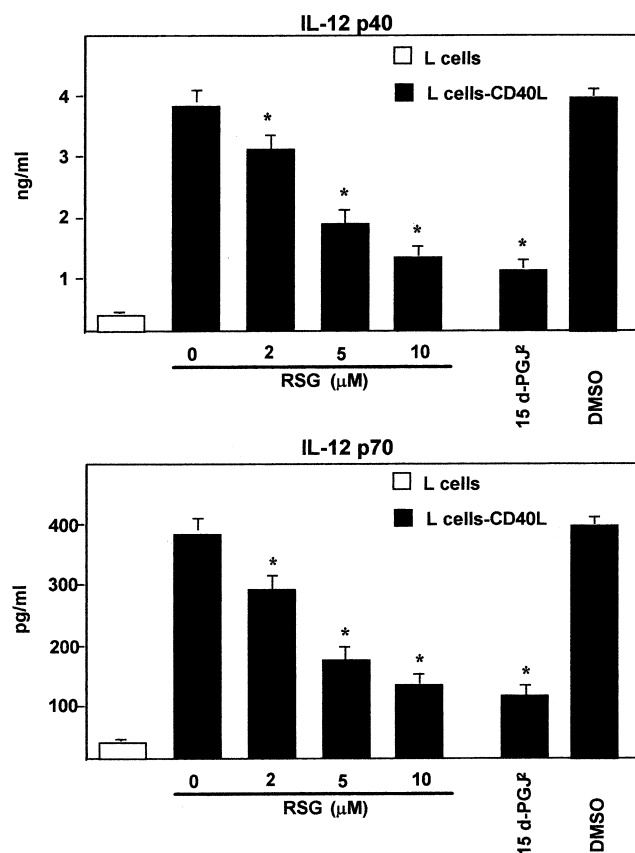 IL-12 p40
L cells
L cells-CD40L
ng/ml
4
3
2
1
*
*
*
*
0 2 5 10
RSG (μM)
15 d-PGJ²
DMSO
IL-12 p70
L cells
L cells-CD40L
pg/ml
400
300
200
100
*
*
*
*
0 2 5 10
RSG (μM)
15 d-PGJ²
DMSO